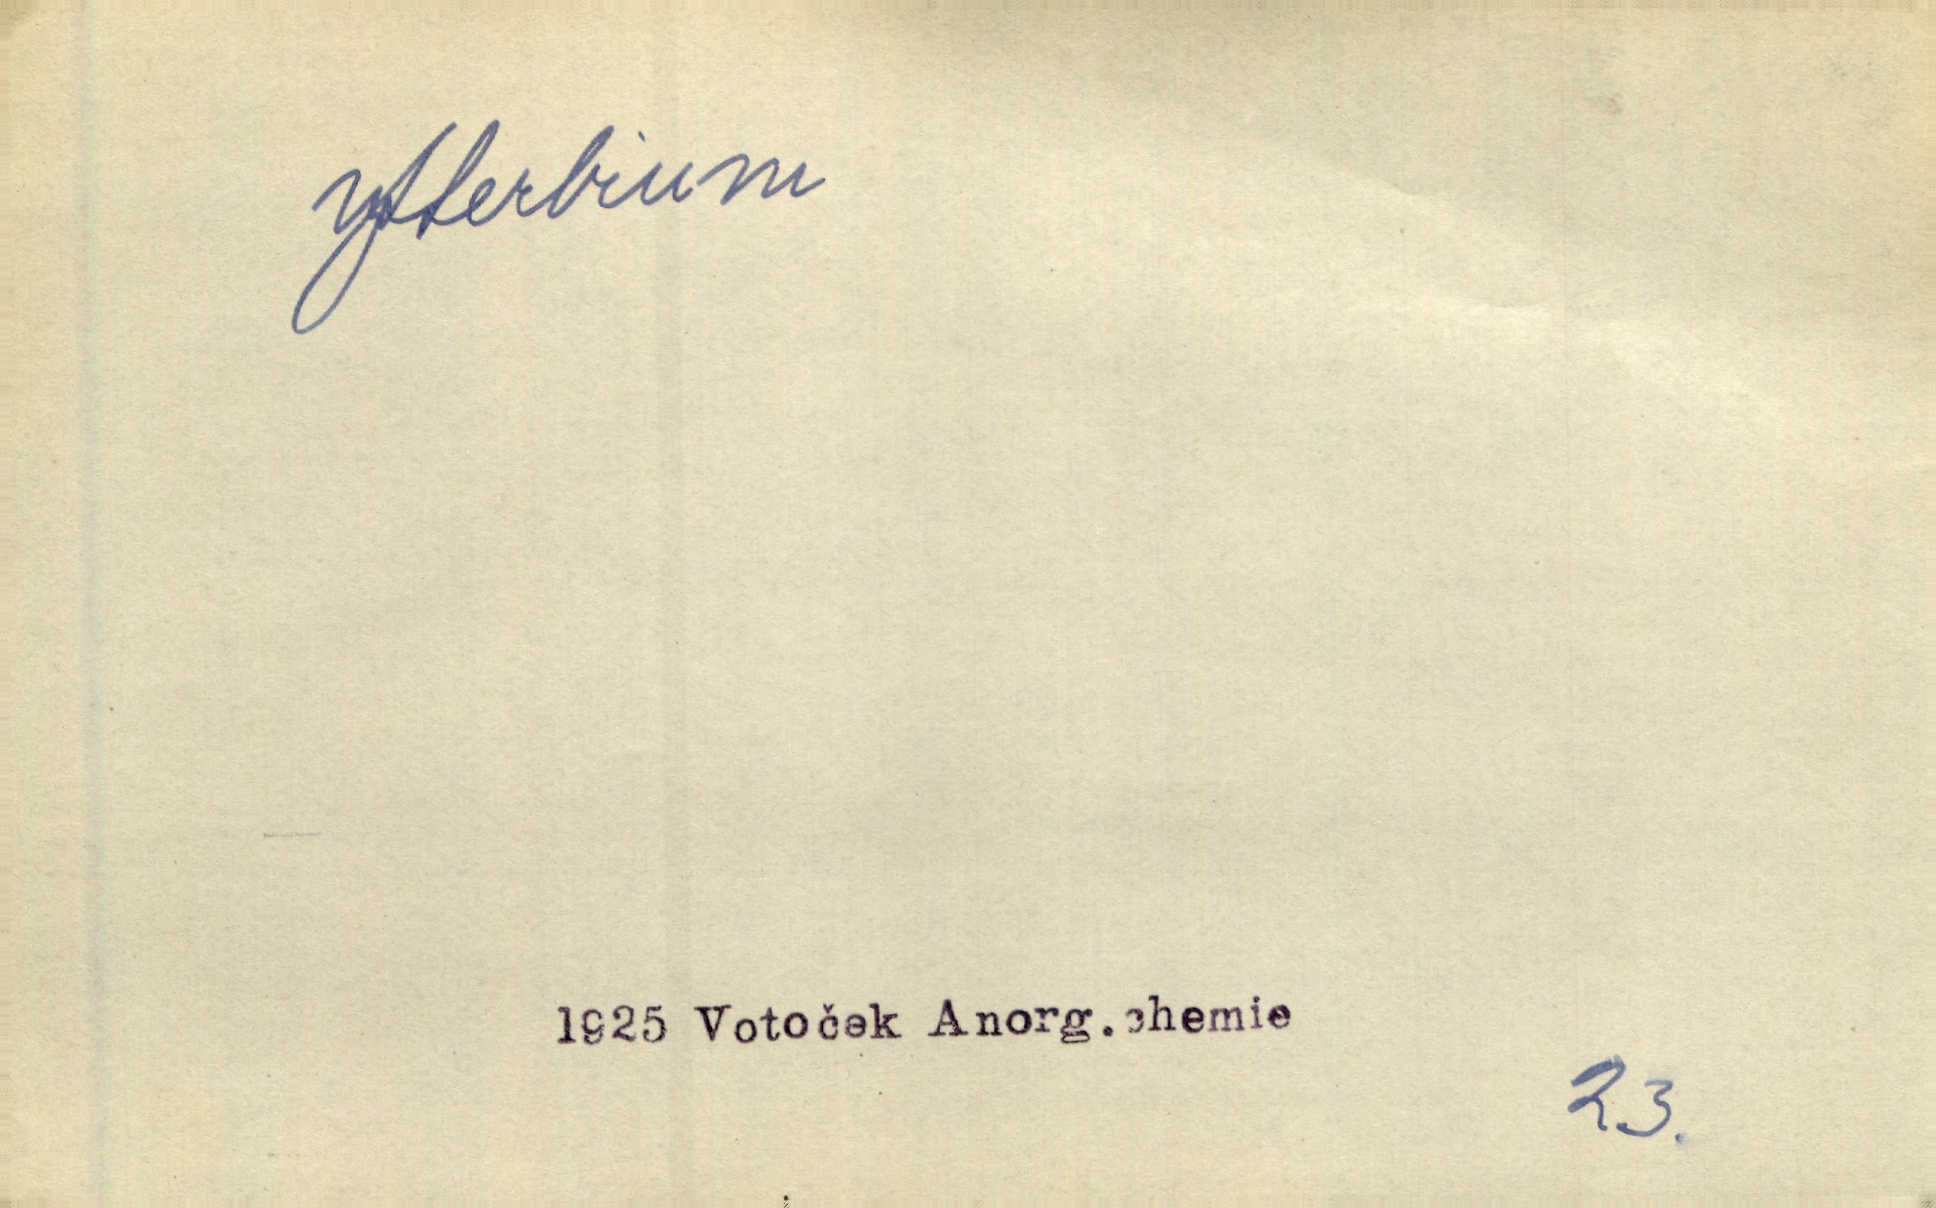 ytterbium
1925 Votoček Anorg.chemie
23.